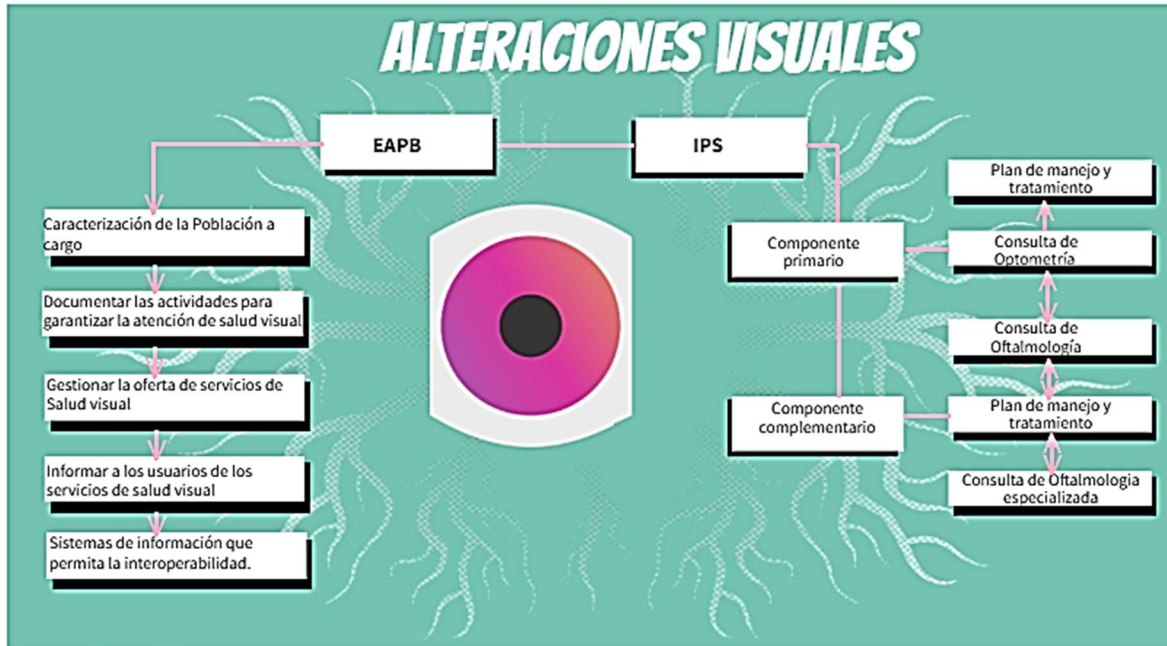 ALTERACIONES VISUALES
EAPB
IPS
Caracterización de la Población a
cargo
Documentar las actividades para
garantizar la atención de salud visual
Gestionar la oferta de servicios de
Salud visual
Informar a los usuarios de los
servicios de salud visual
Sistemas de información que
permita la interoperabilidad.
Componente
primario
Componente
complementario
Plan de manejo y
tratamiento
Consulta de
Optometría
Consulta de
Oftalmología
Plan de manejo y
tratamiento
Consulta de Oftalmologia
especializada